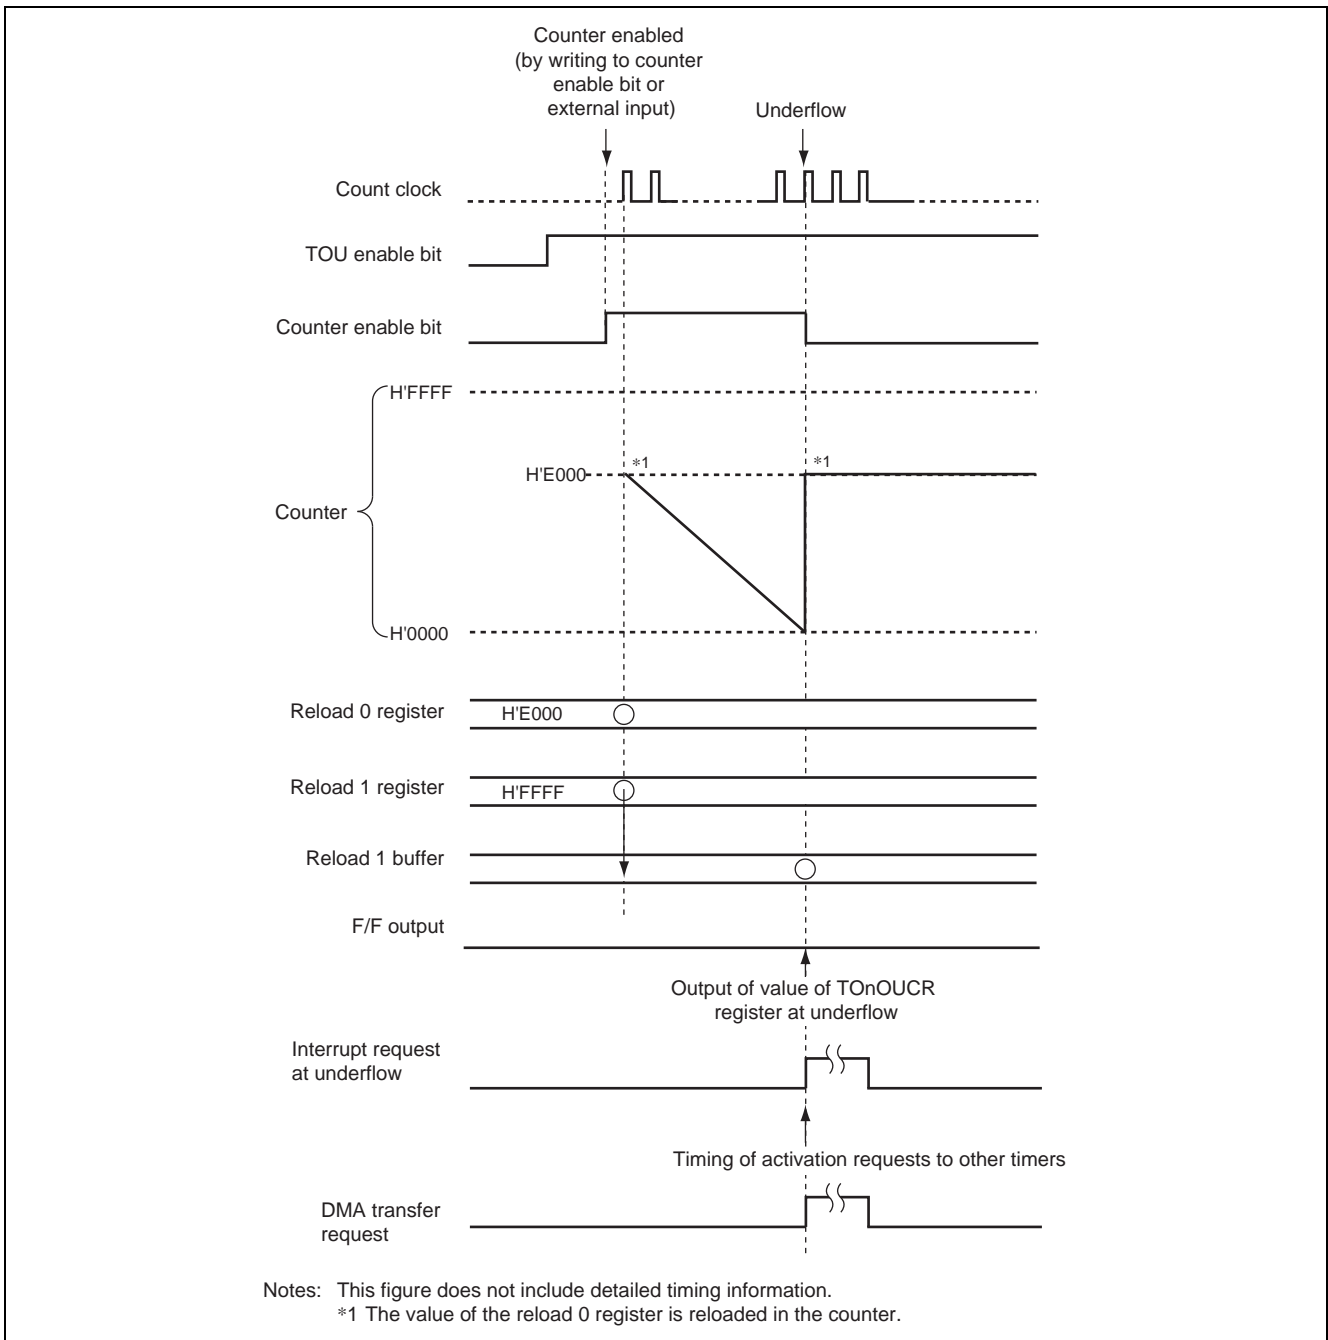 Counter enabled
(by writing to counter
enable bit or
external input)
Underflow
Count clock
TOU enable bit
Counter enable bit
H'FFFF
*1
*1
H'E000
Counter
H'0000
Reload 0 register
H'E000
Reload 1 register
H'FFFF
Reload 1 buffer
F/F output
Output of value of TOnOUCR
register at underflow
Interrupt request
at underflow
Timing of activation requests to other timers
DMA transfer
request
Notes: This figure does not include detailed timing information.
*1 The value of the reload 0 register is reloaded in the counter.